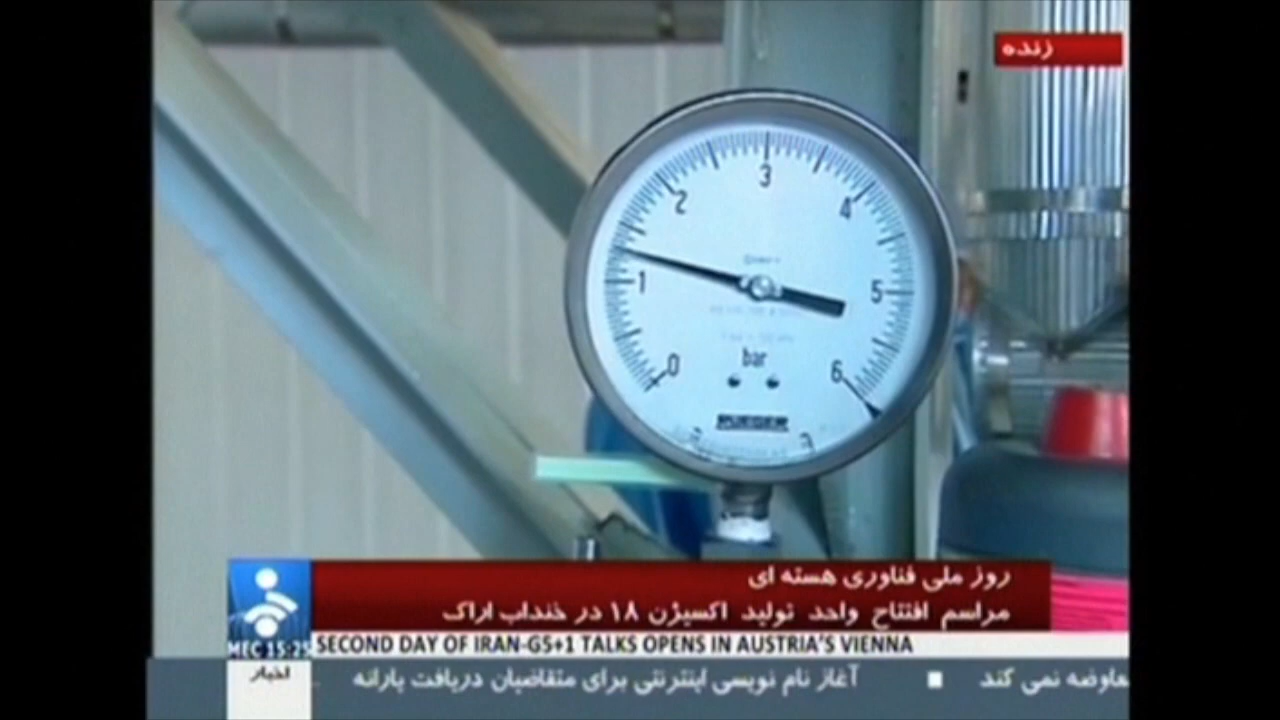 زنده
3
2
4
1
5
bar
0
6
RUEGER
روز ملی فناوری هسته ای
مراسم افتتاح واحد تولید اکسیژن ۱۸ در خنداب اراک
MEC 15:25 SECOND DAY OF IRAN-G5+1 TALKS OPENS IN AUSTRIA'S VIENNA
اخبار
معاوضه نمی کند ■ آغاز نام نویسی اینترنتی برای متقاضیان دریافت یارانه